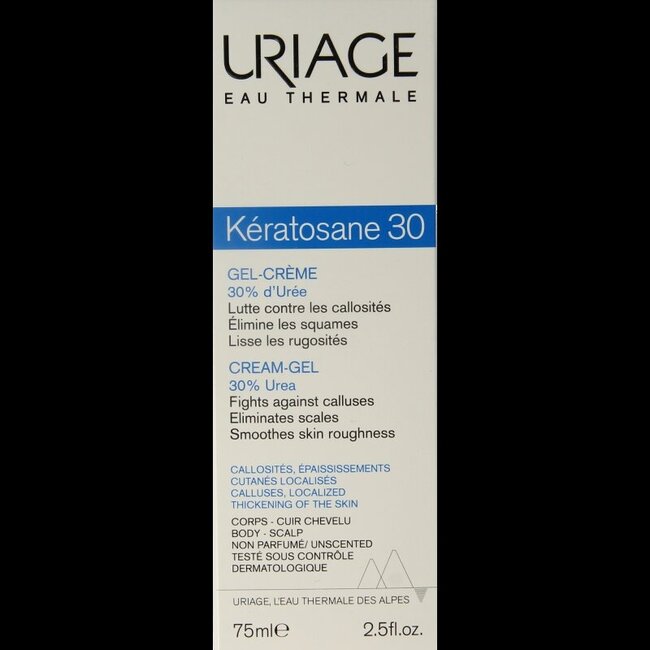 URIAGE
EAU THERMALE
Kératosane 30
GEL-CRÈME
30% d'Urée
Lutte contre les callosités
Élimine les squames
Lisse les rugosités
CREAM-GEL
30% Urea
Fights against calluses
Eliminates scales
Smoothes skin roughness
CALLOSITÉS, ÉPAISSISSEMENTS
CUTANÉS LOCALISÉS
CALLUSES, LOCALIZED
THICKENING OF THE SKIN
CORPS - CUIR CHEVELU
BODY - SCALP
NON PARFUMÉ/ UNSCENTED
TESTÉ SOUS CONTRÔLE
DERMATOLOGIQUE
URIAGE, L'EAU THERMALE DES ALPES
75ml℮ 2.5fl.oz.